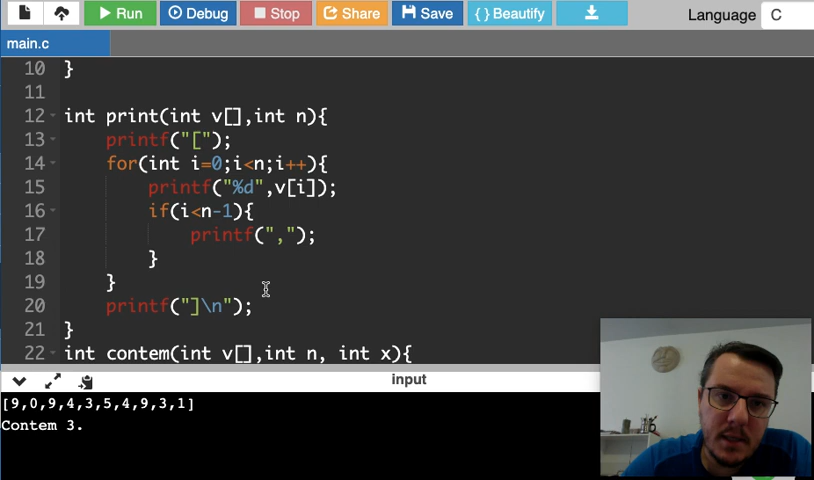 Run Debug Stop Share Save { } Beautify Language C
main.c
10 }
11
12 int print(int v[],int n){
13     printf("[");
14     for(int i=0;i<n;i++){
15         printf("%d",v[i]);
16         if(i<n-1){
17             printf(",");
18         }
19     }
20     printf("]\n");
21 }
22 int contem(int v[],int n, int x){
input
[9,0,9,4,3,5,4,9,3,1]
Contem 3.